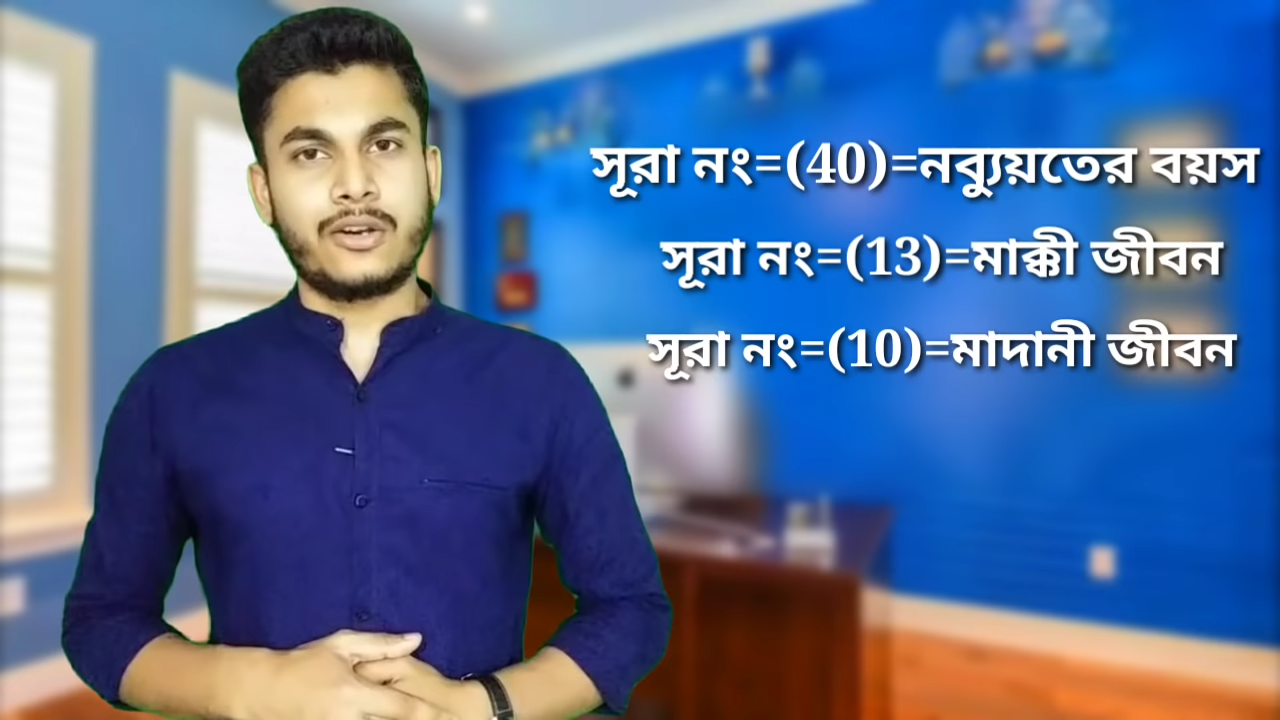 সূরা নং=(40)=নব্যুয়তের বয়স
সূরা নং=(13)=মাক্কী জীবন
সূরা নং=(10)=মাদানী জীবন